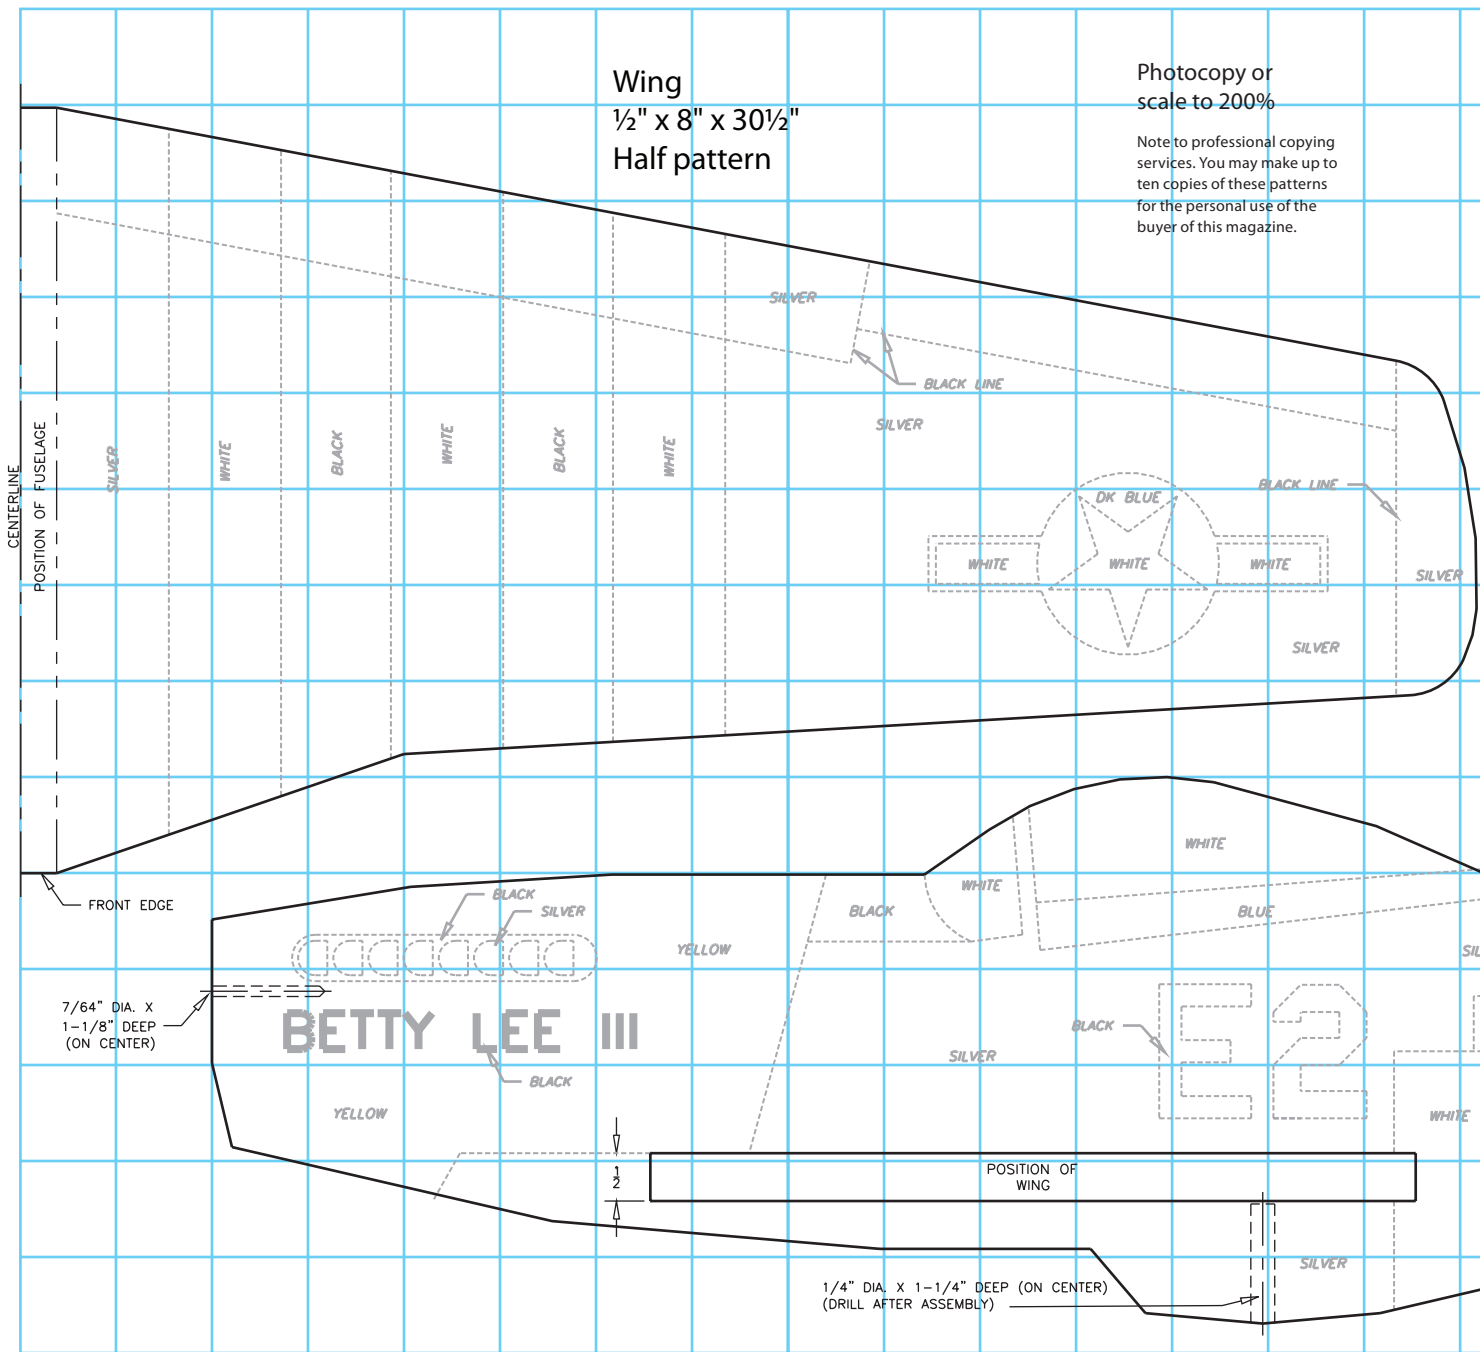 Wing
½" x 8" x 30½"
Half pattern
Photocopy or
scale to 200%
Note to professional copying
services. You may make up to
ten copies of these patterns
for the personal use of the
buyer of this magazine.
SILVER
BLACK LINE
SILVER
CENTERLINE
POSITION OF FUSELAGE
SILVER
WHITE
BLACK
WHITE
BLACK
WHITE
BLACK LINE
DK BLUE
WHITE
WHITE
WHITE
SILVER
SILVER
FRONT EDGE
WHITE
WHITE
BLACK
SILVER
BLACK
BLUE
YELLOW
SIL
7/64" DIA. X
1-1/8" DEEP
(ON CENTER)
BETTY LEE III
BLACK
E2
BLACK
SILVER
YELLOW
WHITE
1/2
POSITION OF
WING
SILVER
1/4" DIA. X 1-1/4" DEEP (ON CENTER)
(DRILL AFTER ASSEMBLY)